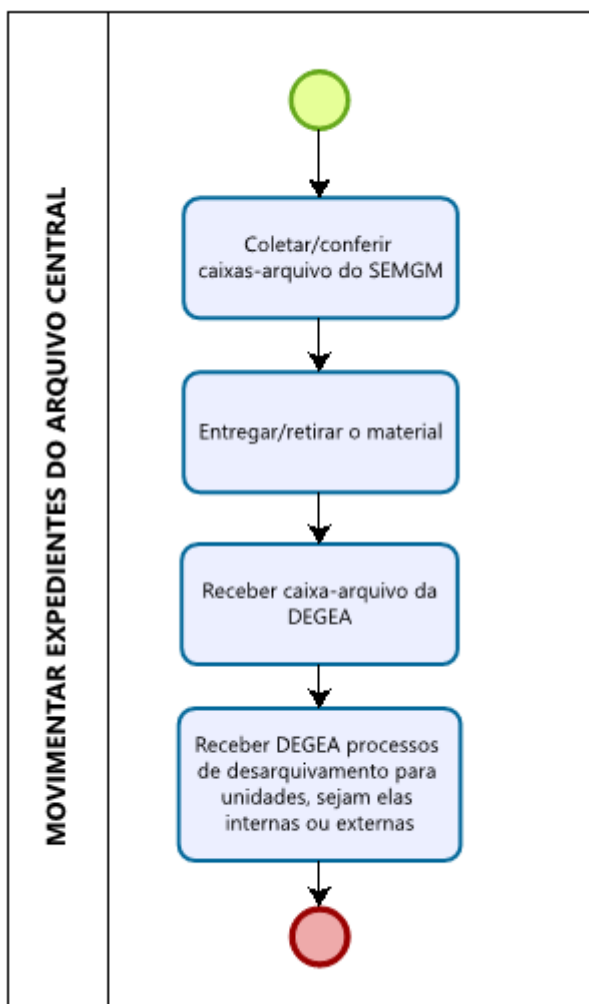 MOVIMENTAR EXPEDIENTES DO ARQUIVO CENTRAL
Coletar/conferir
caixas-arquivo do SEMGM
Entregar/retirar o material
Receber caixa-arquivo da
DEGEA
Receber DEGEA processos
de desarquivamento para
unidades, sejam elas
internas ou externas